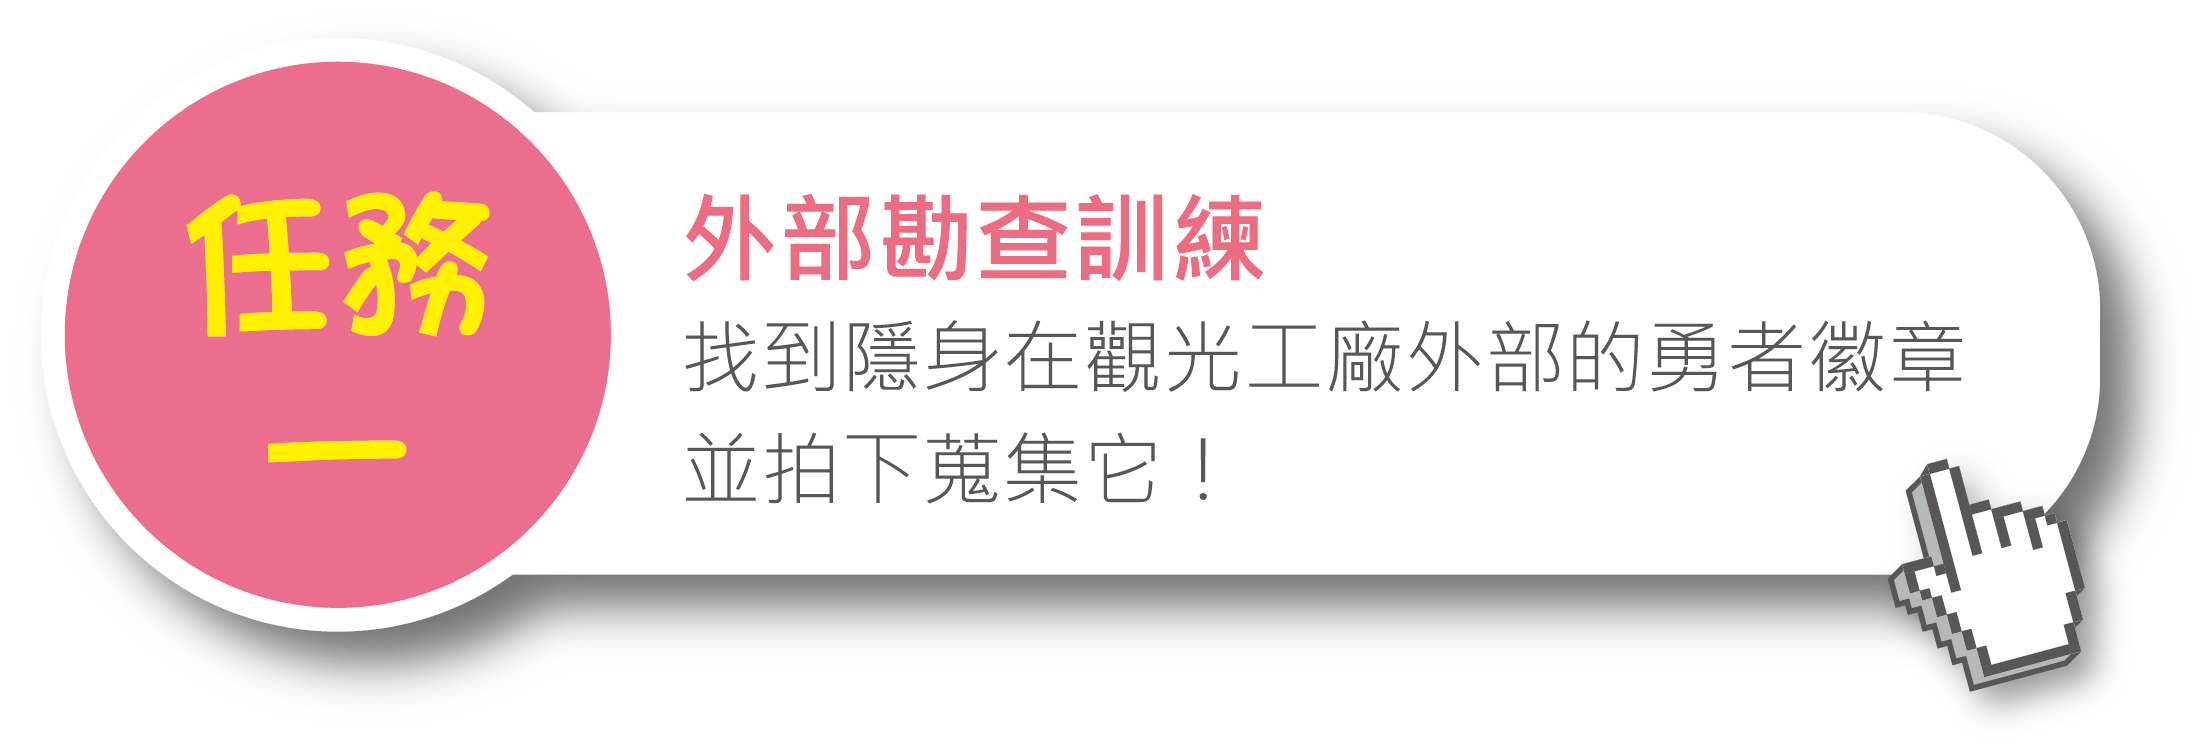 任務
一
外部勘查訓練
找到隱身在觀光工廠外部的勇者徽章
並拍下蒐集它！